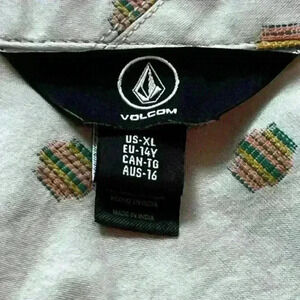 VOLCOM
US-XL
EU-14Y
CAN-TG
AUS-16
MADE IN INDIA